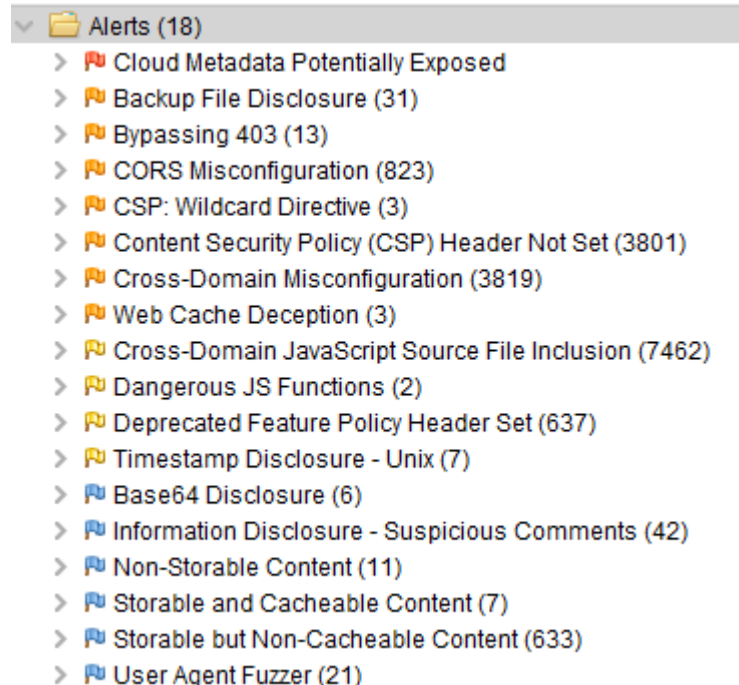 Alerts (18)
Cloud Metadata Potentially Exposed
Backup File Disclosure (31)
Bypassing 403 (13)
CORS Misconfiguration (823)
CSP: Wildcard Directive (3)
Content Security Policy (CSP) Header Not Set (3801)
Cross-Domain Misconfiguration (3819)
Web Cache Deception (3)
Cross-Domain JavaScript Source File Inclusion (7462)
Dangerous JS Functions (2)
Deprecated Feature Policy Header Set (637)
Timestamp Disclosure - Unix (7)
Base64 Disclosure (6)
Information Disclosure - Suspicious Comments (42)
Non-Storable Content (11)
Storable and Cacheable Content (7)
Storable but Non-Cacheable Content (633)
User Agent Fuzzer (21)